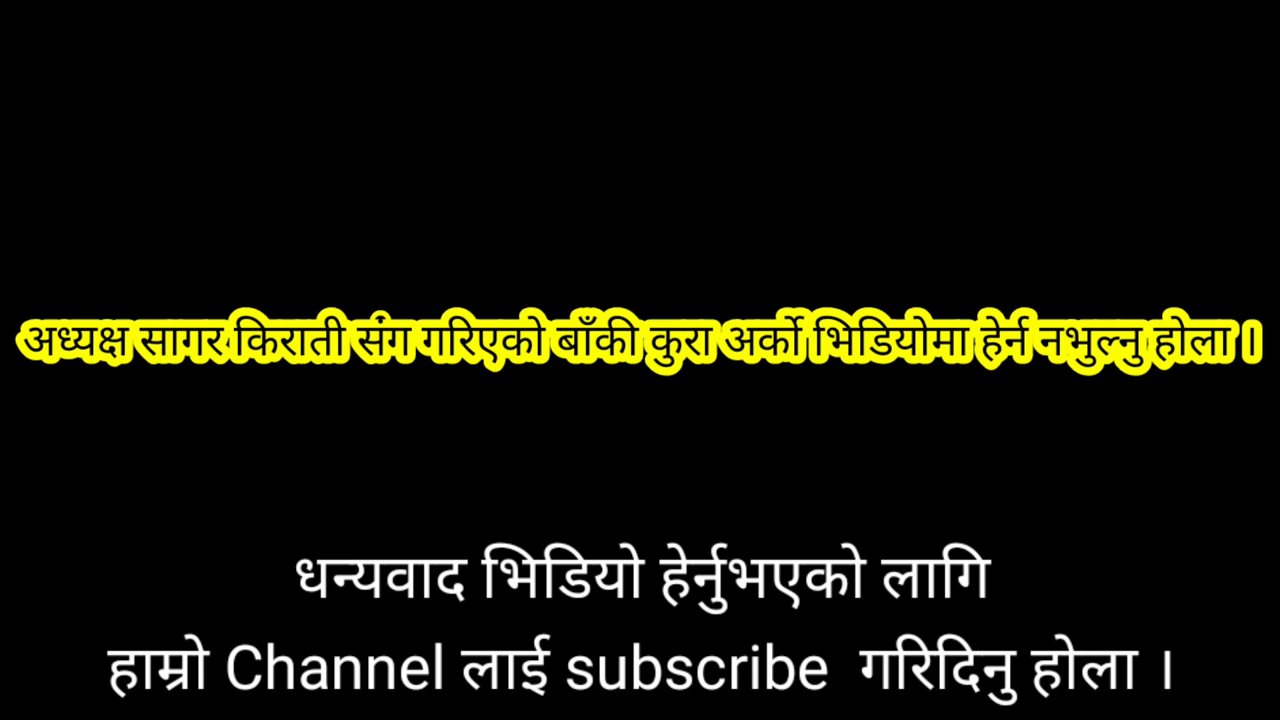 अध्यक्ष सागर किराती संग गरिएको बाँकी कुरा अर्को भिडियोमा हेर्न नभुल्नु होला ।
धन्यवाद भिडियो हेर्नुभएको लागि
हाम्रो Channel लाई subscribe गरिदिनु होला ।